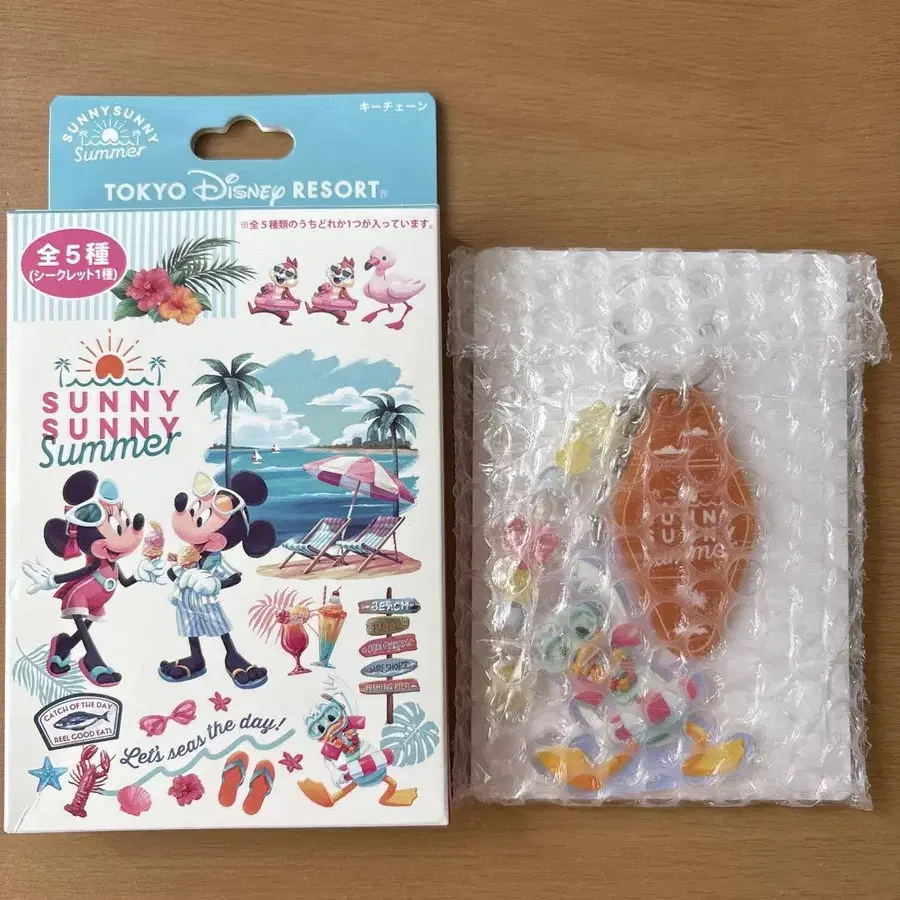 SUNNY SUNNY
Summer
キーチェーン
TOKYO Disney RESORT®
※全5種類のうちどれか1つが入っています。
全5種
(シークレット1種)
SUNNY
SUNNY
Summer
BEACH
SURF SHOP
FISHING PIER
CATCH OF THE DAY
REEL GOOD EATS
Let's seas the day!